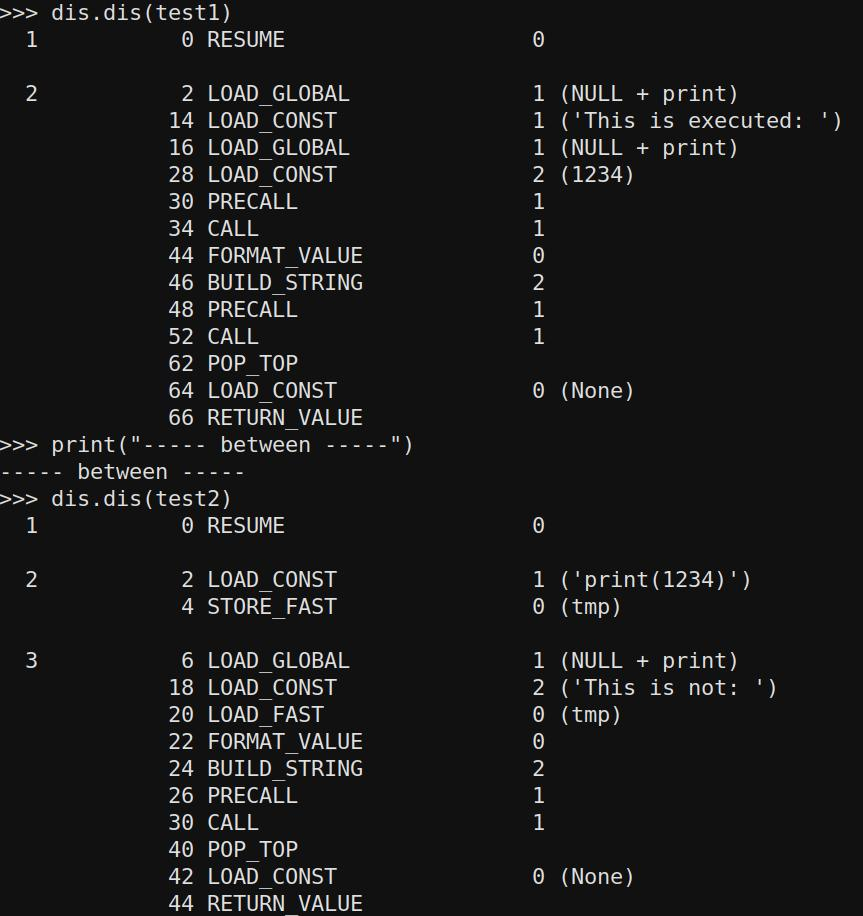 >>> dis.dis(test1)
  1           0 RESUME                   0

  2           2 LOAD_GLOBAL              1 (NULL + print)
             14 LOAD_CONST               1 ('This is executed: ')
             16 LOAD_GLOBAL              1 (NULL + print)
             28 LOAD_CONST               2 (1234)
             30 PRECALL                  1
             34 CALL                     1
             44 FORMAT_VALUE             0
             46 BUILD_STRING             2
             48 PRECALL                  1
             52 CALL                     1
             62 POP_TOP
             64 LOAD_CONST               0 (None)
             66 RETURN_VALUE
>>> print("----- between -----")
----- between -----
>>> dis.dis(test2)
  1           0 RESUME                   0

  2           2 LOAD_CONST               1 ('print(1234)')
              4 STORE_FAST               0 (tmp)

  3           6 LOAD_GLOBAL              1 (NULL + print)
             18 LOAD_CONST               2 ('This is not: ')
             20 LOAD_FAST                0 (tmp)
             22 FORMAT_VALUE             0
             24 BUILD_STRING             2
             26 PRECALL                  1
             30 CALL                     1
             40 POP_TOP
             42 LOAD_CONST               0 (None)
             44 RETURN_VALUE